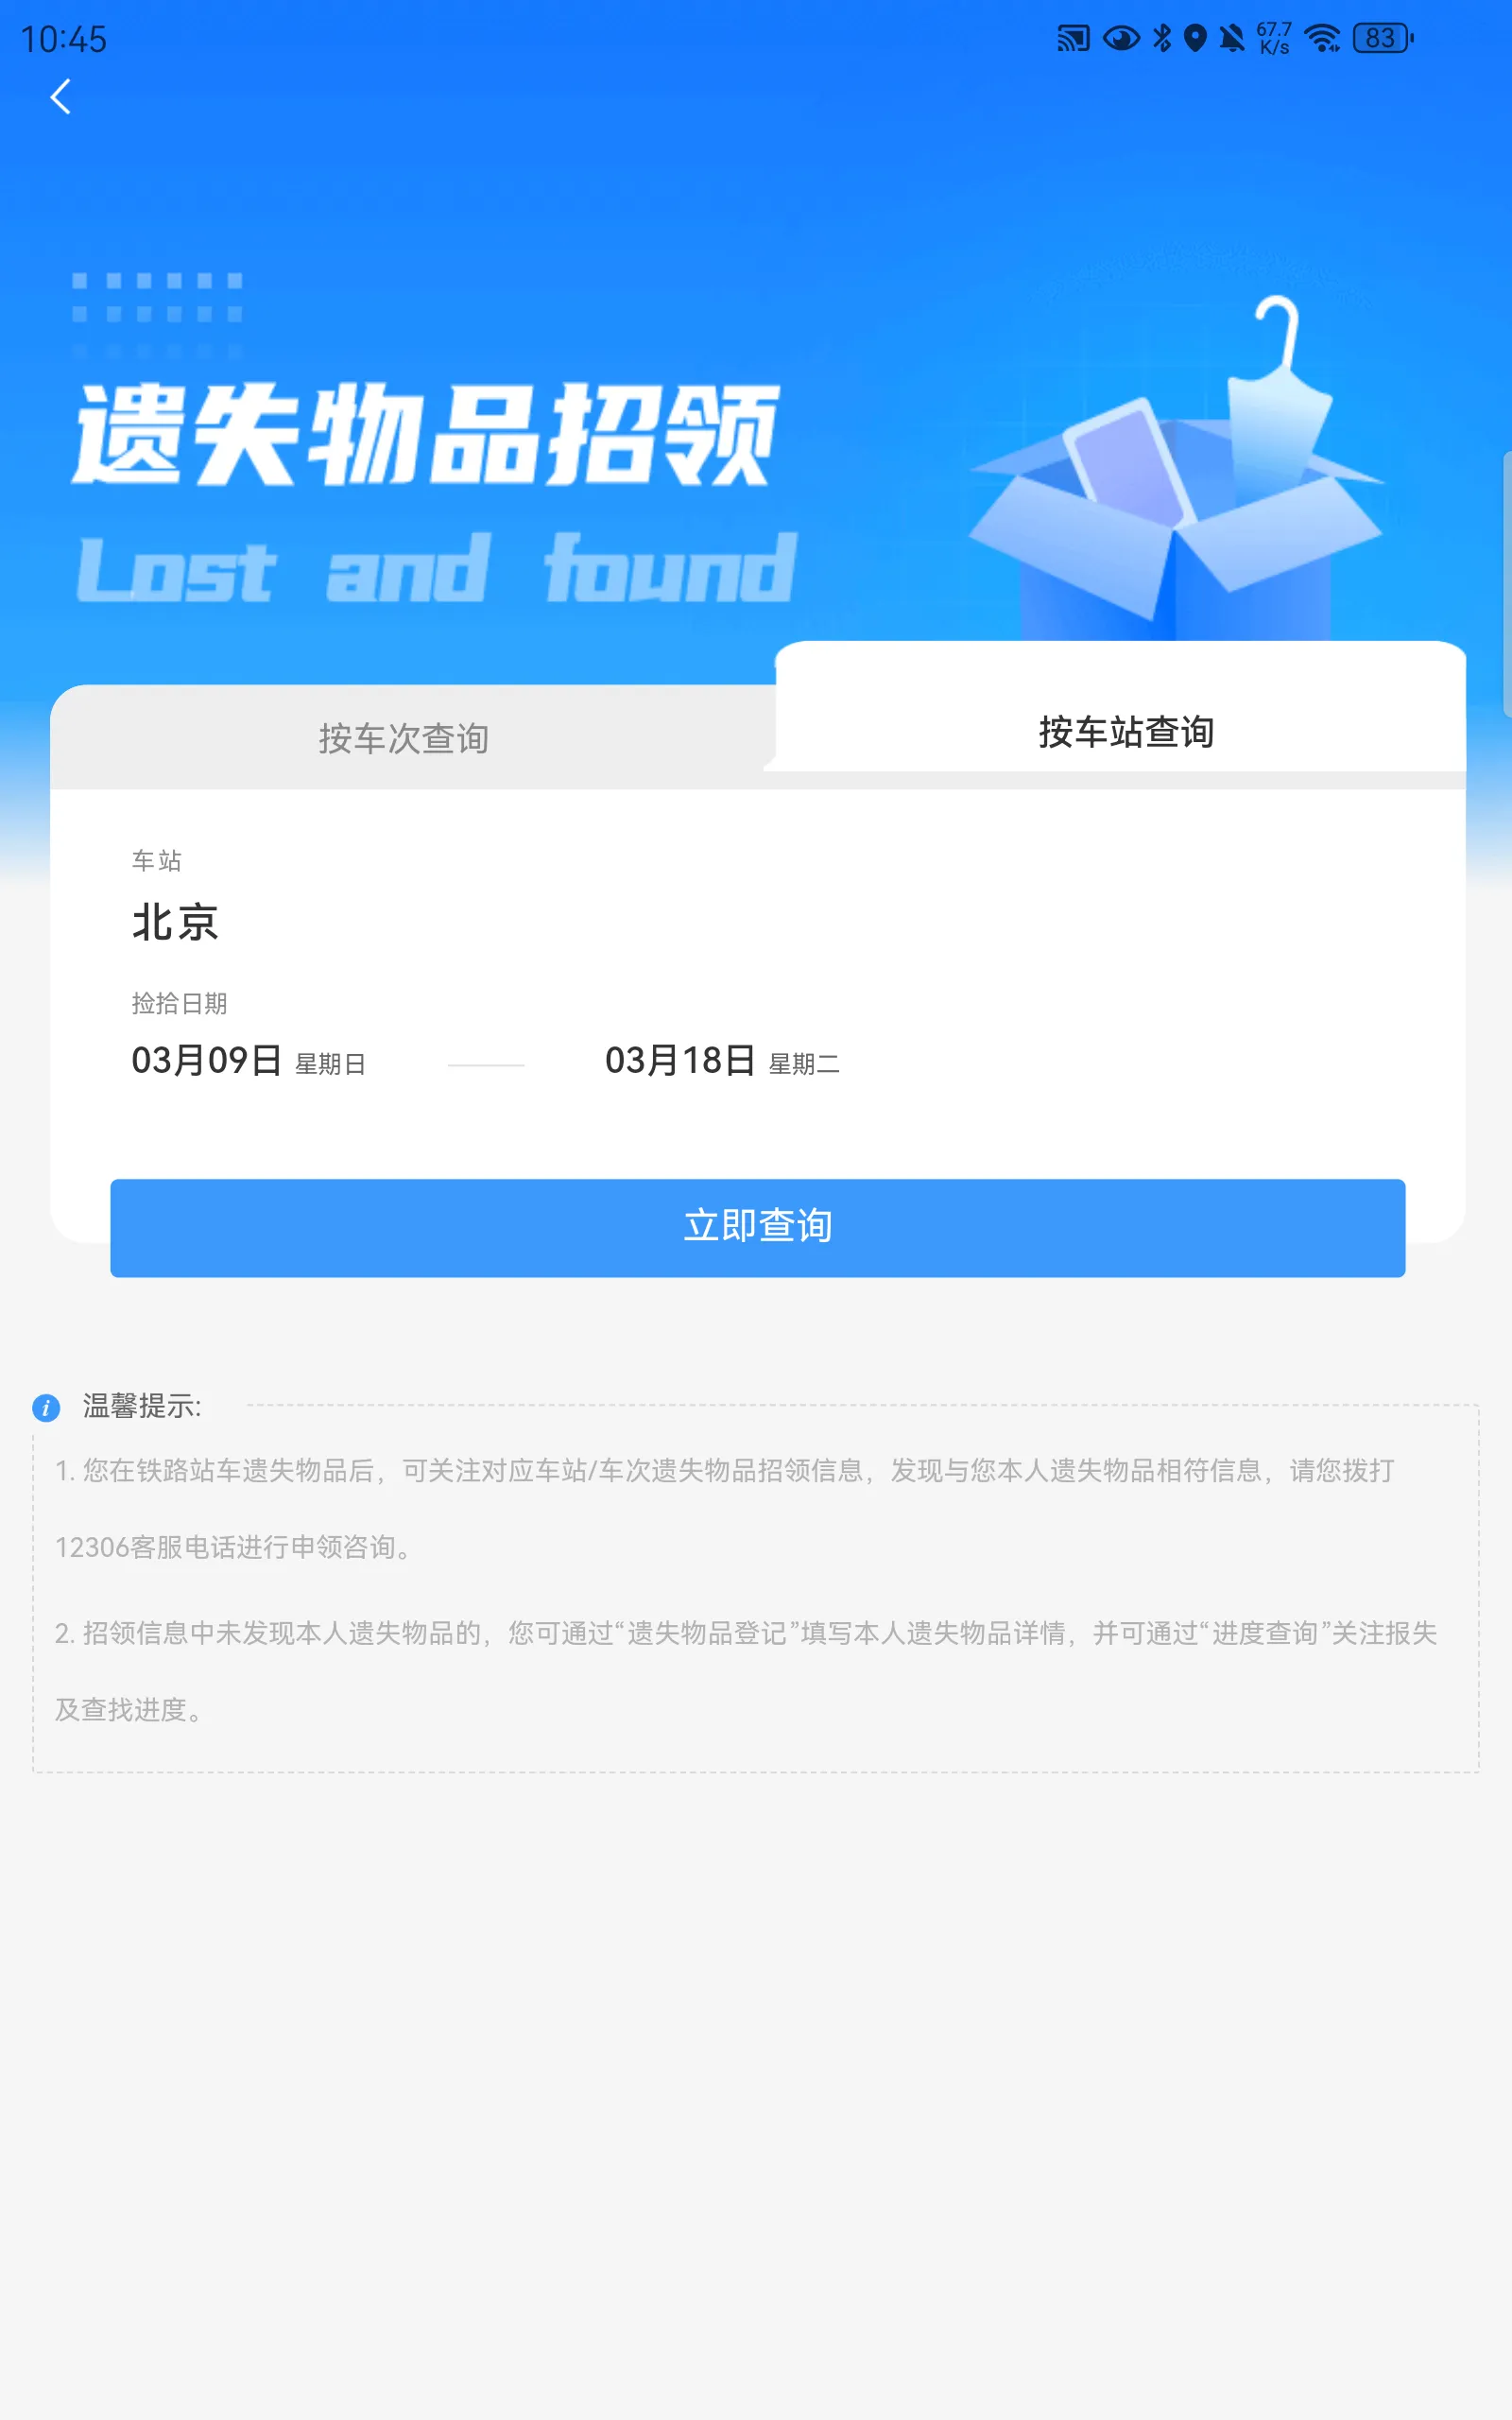 10:45
67.7
K/s
83
遗失物品招领
Lost and found
按车次查询
按车站查询
车站
北京
捡拾日期
03月09日 星期日
03月18日 星期二
立即查询
温馨提示:
1. 您在铁路站车遗失物品后，可关注对应车站/车次遗失物品招领信息，发现与您本人遗失物品相符信息，请您拨打
12306客服电话进行申领咨询。
2. 招领信息中未发现本人遗失物品的，您可通过“遗失物品登记”填写本人遗失物品详情，并可通过“进度查询”关注报失
及查找进度。